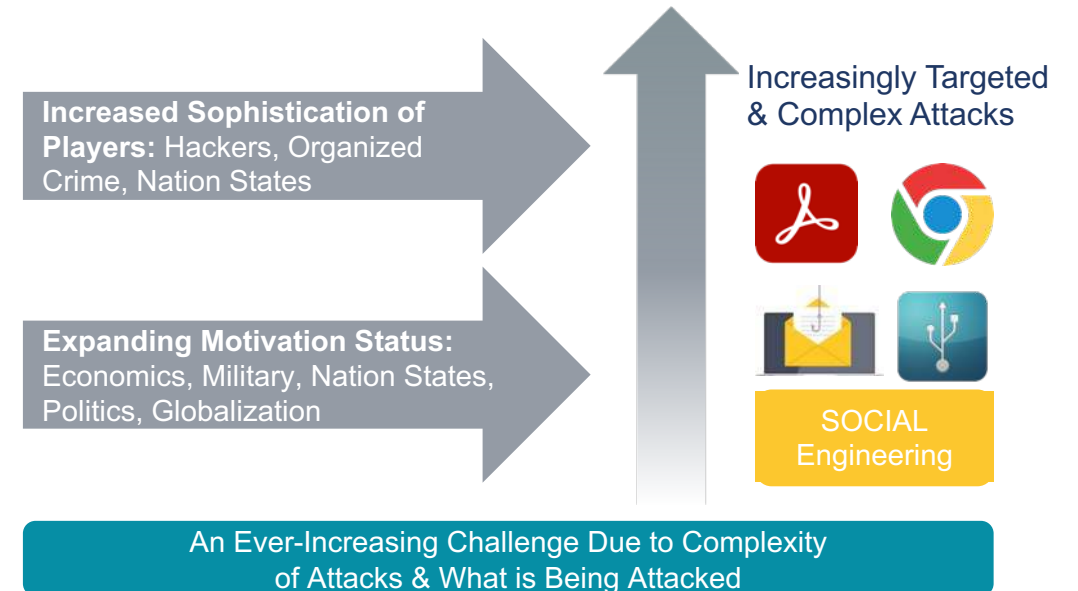 Increased Sophistication of
Players: Hackers, Organized
Crime, Nation States
Increasingly Targeted
& Complex Attacks
Expanding Motivation Status:
Economics, Military, Nation States,
Politics, Globalization
SOCIAL
Engineering
An Ever-Increasing Challenge Due to Complexity
of Attacks & What is Being Attacked